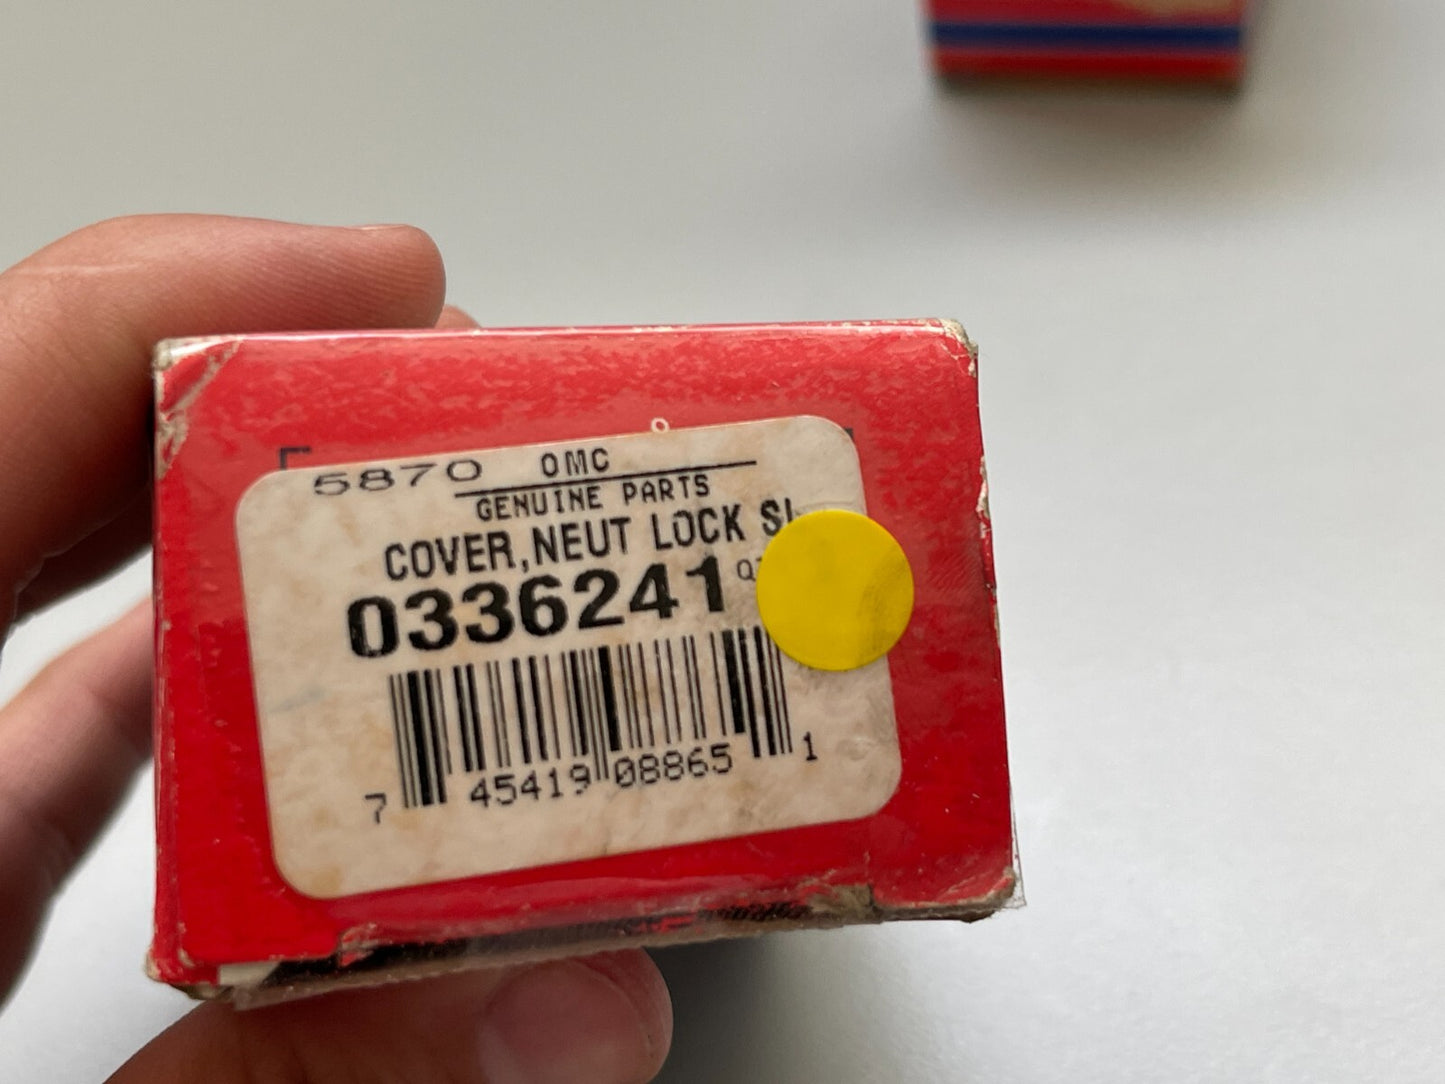 5870 OMC
GENUINE PARTS
COVER,NEUT LOCK
0336241
7 45419 08865 1